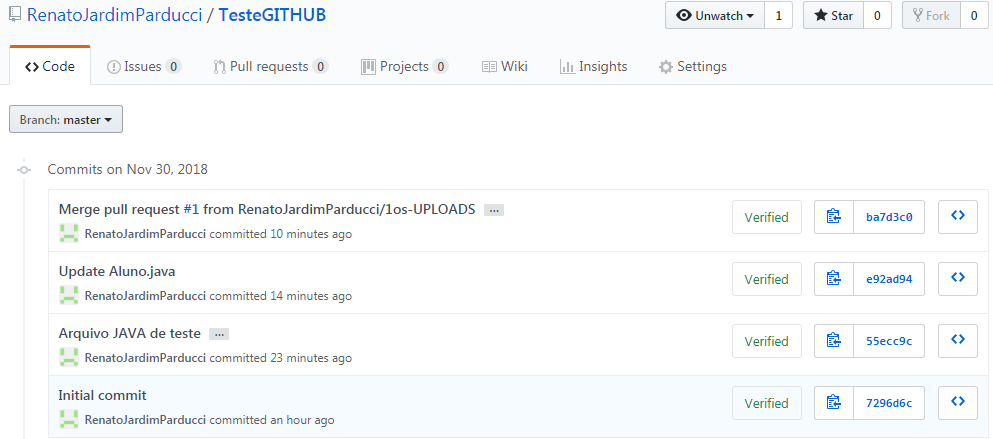 RenatoJardimParducci / TesteGITHUB Unwatch 1 Star 0 Fork 0
Code Issues 0 Pull requests 0 Projects 0 Wiki Insights Settings
Branch: master
Commits on Nov 30, 2018
Merge pull request #1 from RenatoJardimParducci/1os-UPLOADS ...
RenatoJardimParducci committed 10 minutes ago Verified ba7d3c0
Update Aluno.java
RenatoJardimParducci committed 14 minutes ago Verified e92ad94
Arquivo JAVA de teste ...
RenatoJardimParducci committed 23 minutes ago Verified 55ecc9c
Initial commit
RenatoJardimParducci committed an hour ago Verified 7296d6c